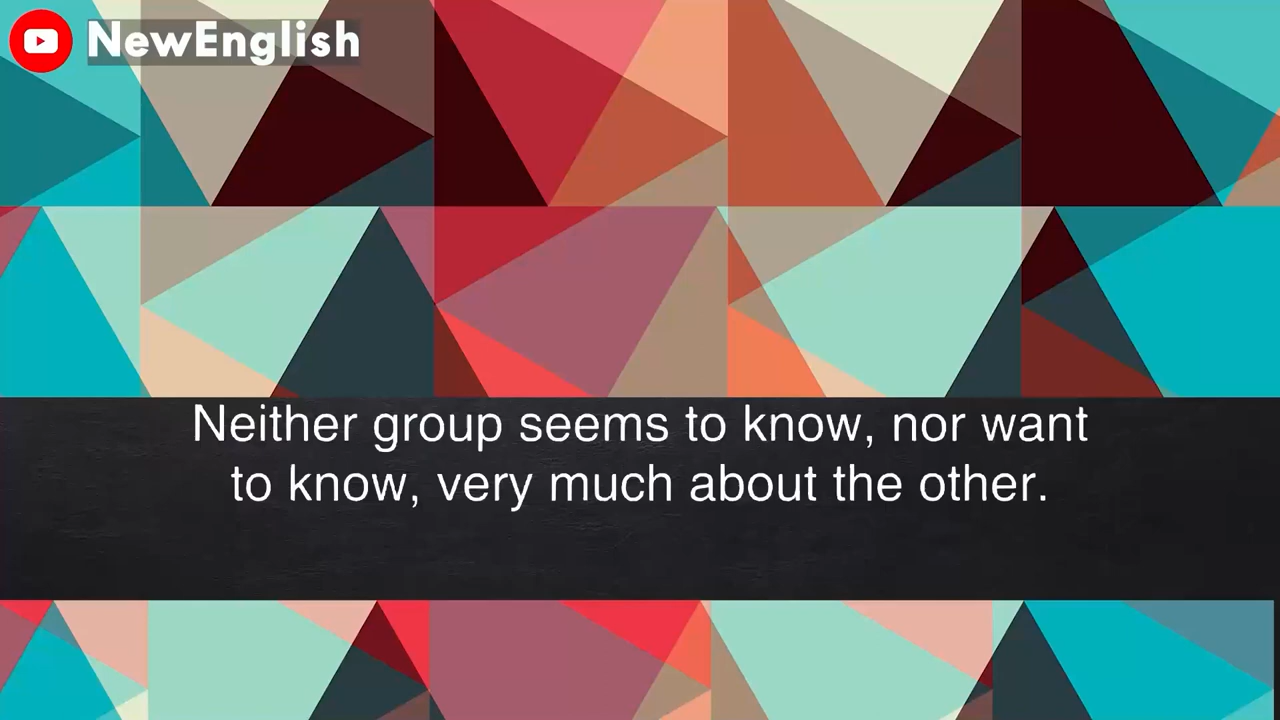 NewEnglish
Neither group seems to know, nor want
to know, very much about the other.